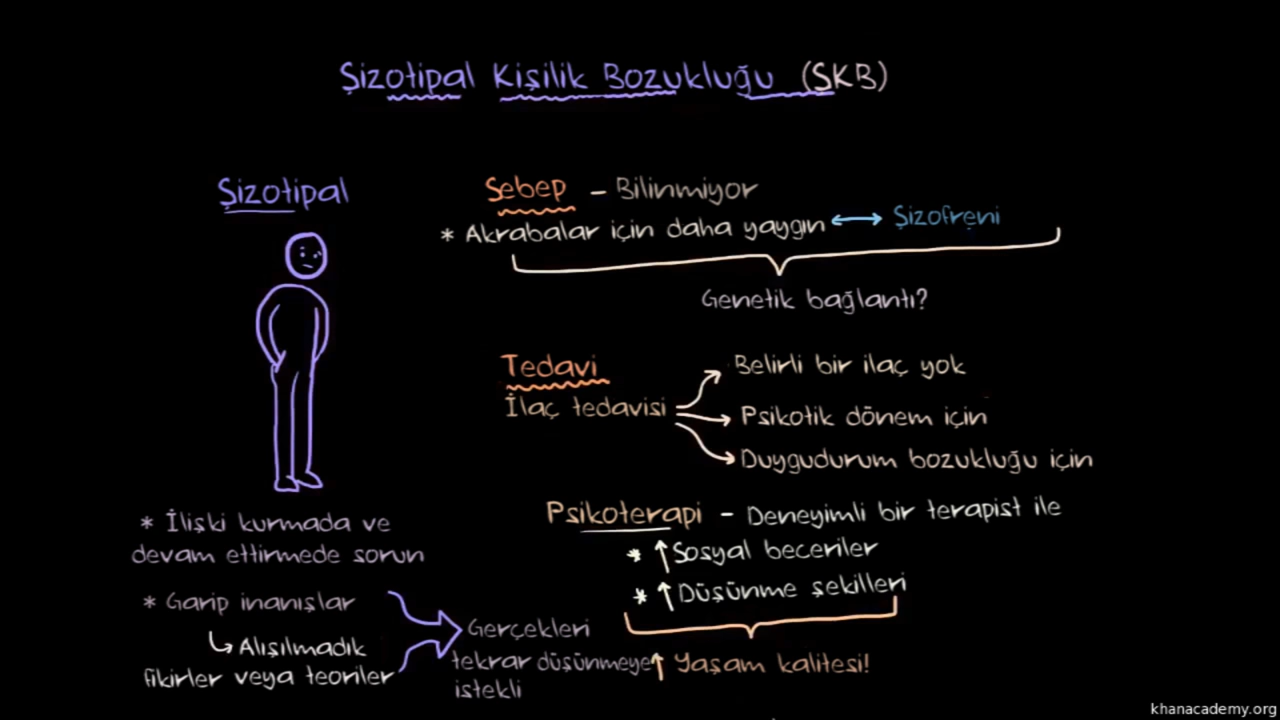 Şizotipal Kişilik Bozukluğu (ŞKB)
Şizotipal
* İlişki kurmada ve
devam ettirmede sorun
* Garip inanışlar
Alışılmadık
fikirler veya teoriler
Gerçekleri
tekrar düşünmeye
istekli
Sebep - Bilinmiyor
* Akrabalar için daha yaygın ↔ Şizofreni
Genetik bağlantı?
Tedavi
İlaç tedavisi
Belirli bir ilaç yok
Psikotik dönem için
Duygudurum bozukluğu için
Psikoterapi - Deneyimli bir terapist ile
* ↑ Sosyal beceriler
* ↑ Düşünme şekilleri
↑ Yaşam kalitesi!
khanacademy.org